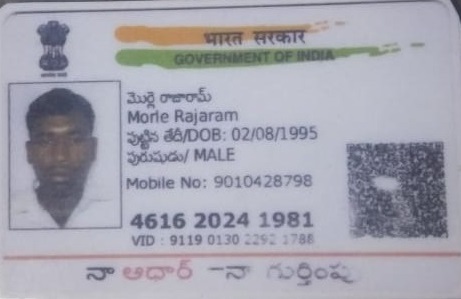 भारत सरकार
GOVERNMENT OF INDIA
మొర్లె రాజారామ్
Morle Rajaram
పుట్టిన తేదీ/DOB: 02/08/1995
పురుషుడు/ MALE
Mobile No: 9010428798
4616 2024 1981
VID : 9119 0130 2292 1788
నా ఆధార్ -నా గుర్తింపు